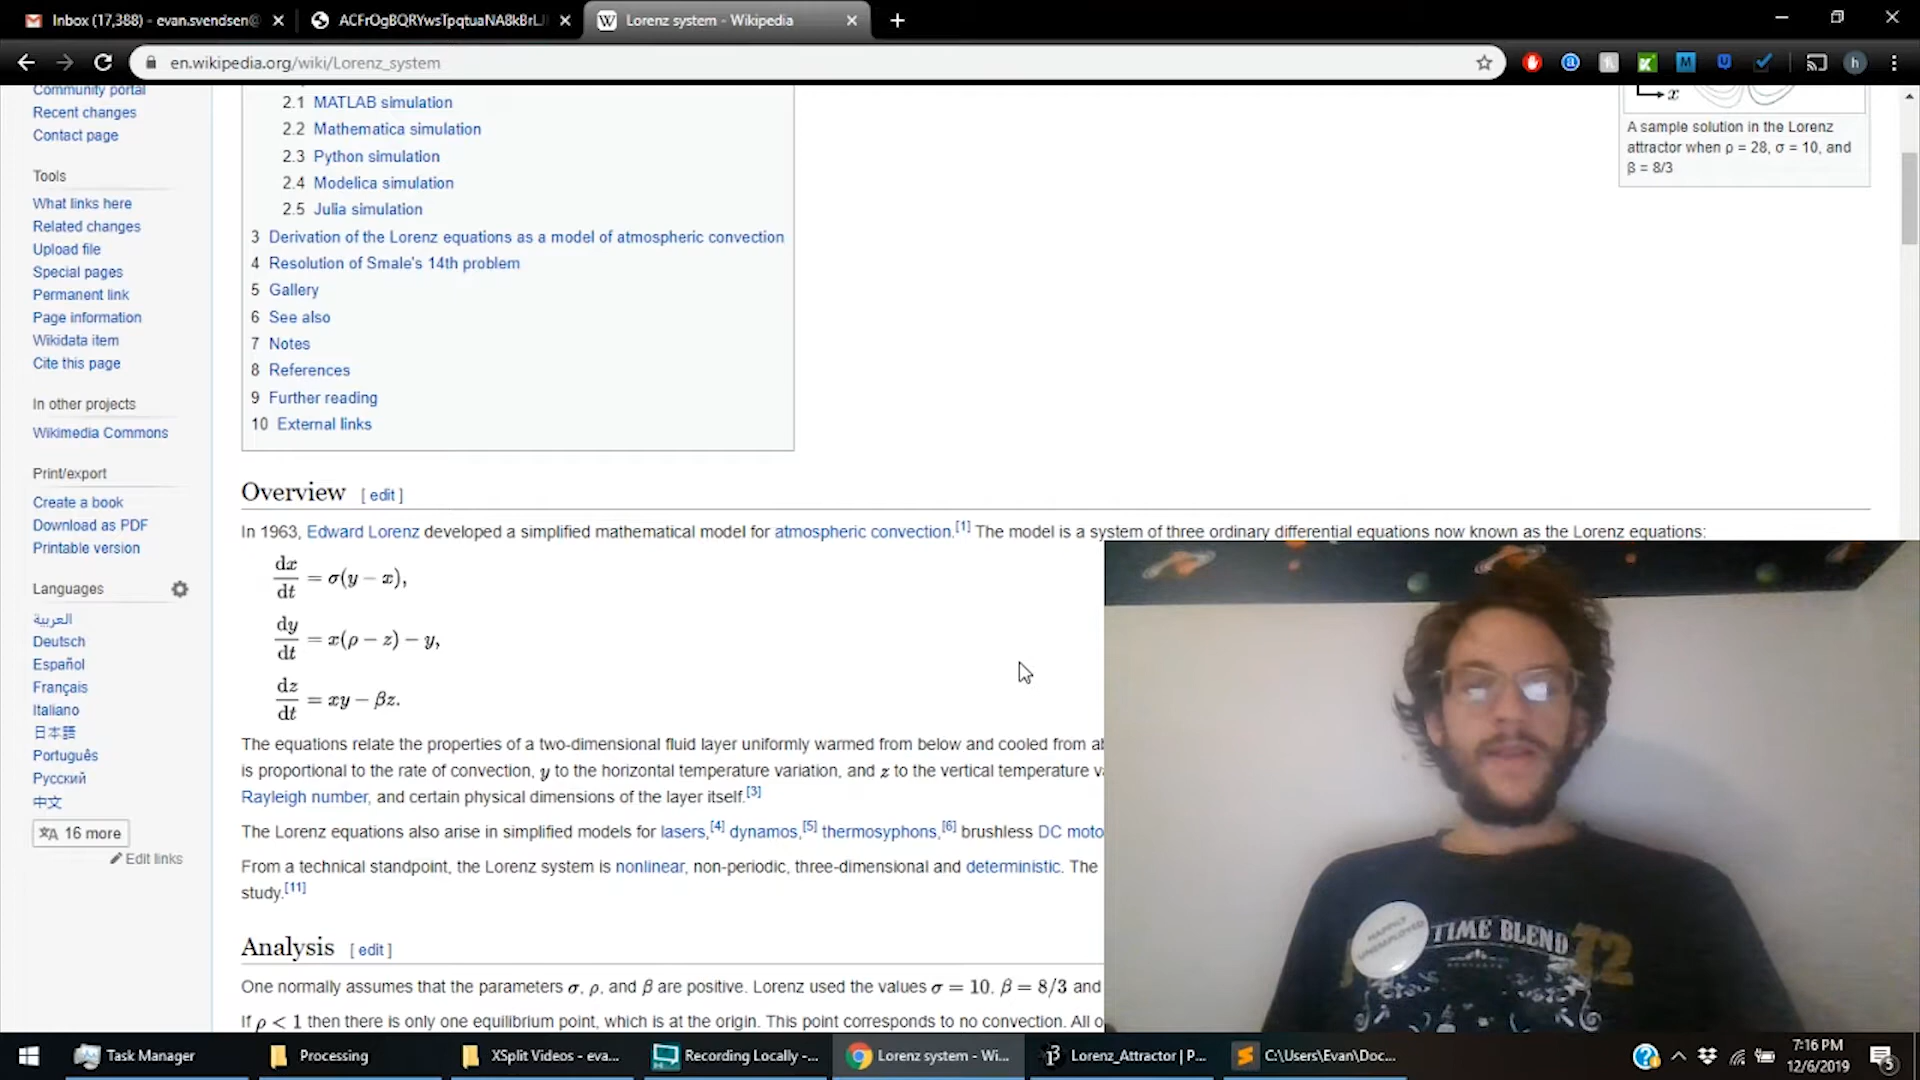 Inbox (17,388) - evan.svendsen@
ACFrOgBQRYwsTpqtuaNA8kBrLJ
Lorenz system - Wikipedia
en.wikipedia.org/wiki/Lorenz_system
Community portal
Recent changes
Contact page
Tools
What links here
Related changes
Upload file
Special pages
Permanent link
Page information
Wikidata item
Cite this page
In other projects
Wikimedia Commons
Print/export
Create a book
Download as PDF
Printable version
Languages
العربية
Deutsch
Español
Français
Italiano
日本語
Português
Русский
中文
16 more
Edit links
2.1 MATLAB simulation
2.2 Mathematica simulation
2.3 Python simulation
2.4 Modelica simulation
2.5 Julia simulation
3 Derivation of the Lorenz equations as a model of atmospheric convection
4 Resolution of Smale's 14th problem
5 Gallery
6 See also
7 Notes
8 References
9 Further reading
10 External links
x
A sample solution in the Lorenz
attractor when ρ = 28, σ = 10, and
β = 8/3
Overview [ edit ]
In 1963, Edward Lorenz developed a simplified mathematical model for atmospheric convection.[1] The model is a system of three ordinary differential equations now known as the Lorenz equations:
dx/dt = σ(y − x),
dy/dt = x(ρ − z) − y,
dz/dt = xy − βz.
The equations relate the properties of a two-dimensional fluid layer uniformly warmed from below and cooled from
is proportional to the rate of convection, y to the horizontal temperature variation, and z to the vertical temperature
Rayleigh number, and certain physical dimensions of the layer itself.[3]
The Lorenz equations also arise in simplified models for lasers,[4] dynamos,[5] thermosyphons,[6] brushless DC moto
From a technical standpoint, the Lorenz system is nonlinear, non-periodic, three-dimensional and deterministic. The
study.[11]
Analysis [ edit ]
One normally assumes that the parameters σ, ρ, and β are positive. Lorenz used the values σ = 10, β = 8/3 and
If ρ < 1 then there is only one equilibrium point, which is at the origin. This point corresponds to no convection. All o
HAPPILY
UNEMPLOYED
TIME BLEND
72
Task Manager
Processing
XSplit Videos - eva...
Recording Locally -...
Lorenz system - Wi...
Lorenz_Attractor | P...
C:\Users\Evan\Doc...
7:16 PM
12/6/2019
5